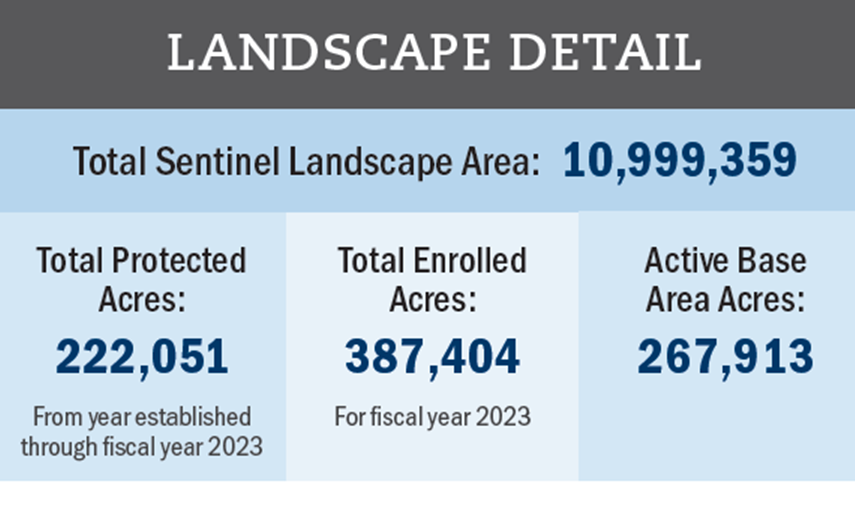 LANDSCAPE DETAIL
Total Sentinel Landscape Area: 10,999,359
Total Protected
Acres:
222,051
From year established
through fiscal year 2023
Total Enrolled
Acres:
387,404
For fiscal year 2023
Active Base
Area Acres:
267,913